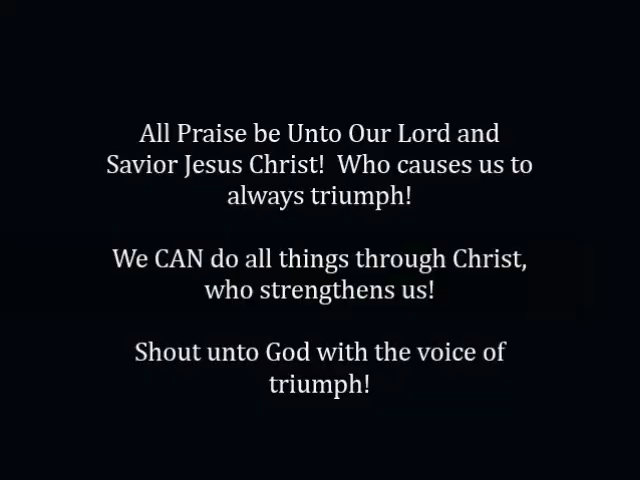 All Praise be Unto Our Lord and
Savior Jesus Christ!  Who causes us to
always triumph!
We CAN do all things through Christ,
who strengthens us!
Shout unto God with the voice of
triumph!